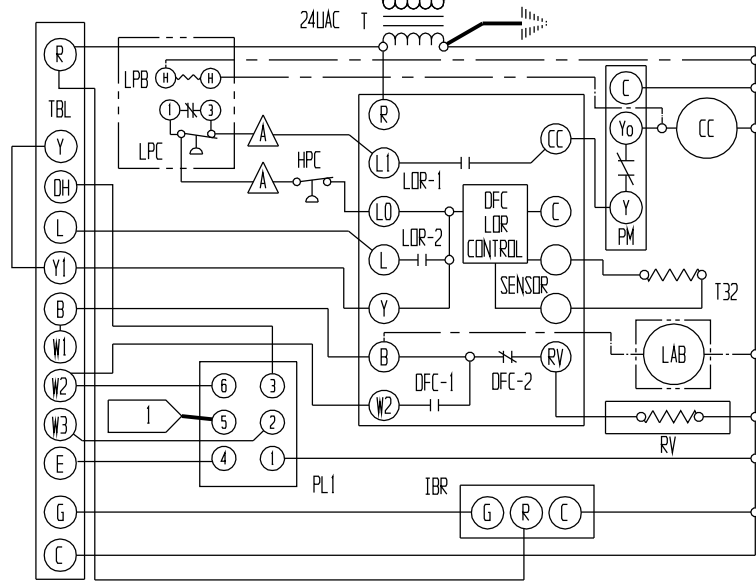 24VAC T
R
LPB H H
C
TBL
1 3
R
Yo
CC
A
CC
Y
LPC
HPC
L1
LOR-1
A
OH
DFC
LOR
CONTROL
C
Y
LO
L
LOR-2
PM
Y1
L
SENSOR
T32
B
Y
W1
B
RV
LAB
W2
6 3
DFC-1
DFC-2
1
5 2
W2
W3
RV
E
4 1
PL1
IBR
G
G R C
C